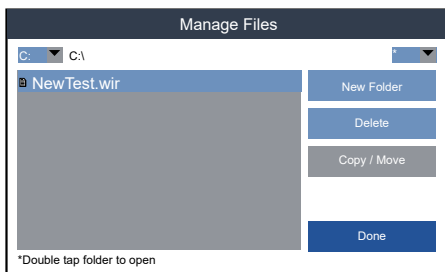 Manage Files
C: C:\ *
NewTest.wir
New Folder
Delete
Copy / Move
Done
*Double tap folder to open